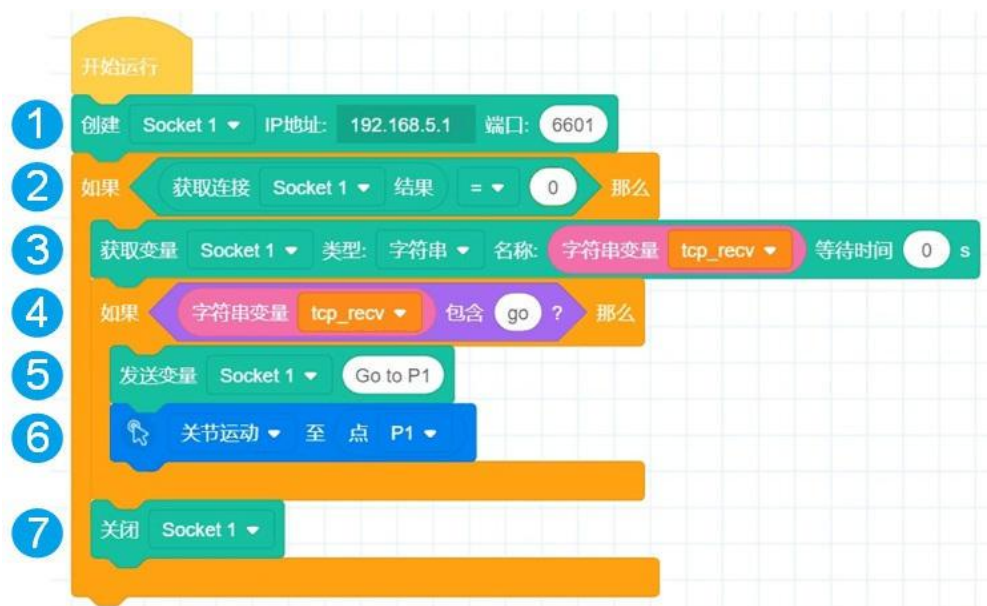 开始运行
1 创建 Socket 1 IP地址: 192.168.5.1 端口: 6601
2 如果 获取连接 Socket 1 结果 = 0 那么
3 获取变量 Socket 1 类型: 字符串 名称: 字符串变量 tcp_recv 等待时间 0 s
4 如果 字符串变量 tcp_recv 包含 go ? 那么
5 发送变量 Socket 1 Go to P1
6 关节运动 至 点 P1
7 关闭 Socket 1